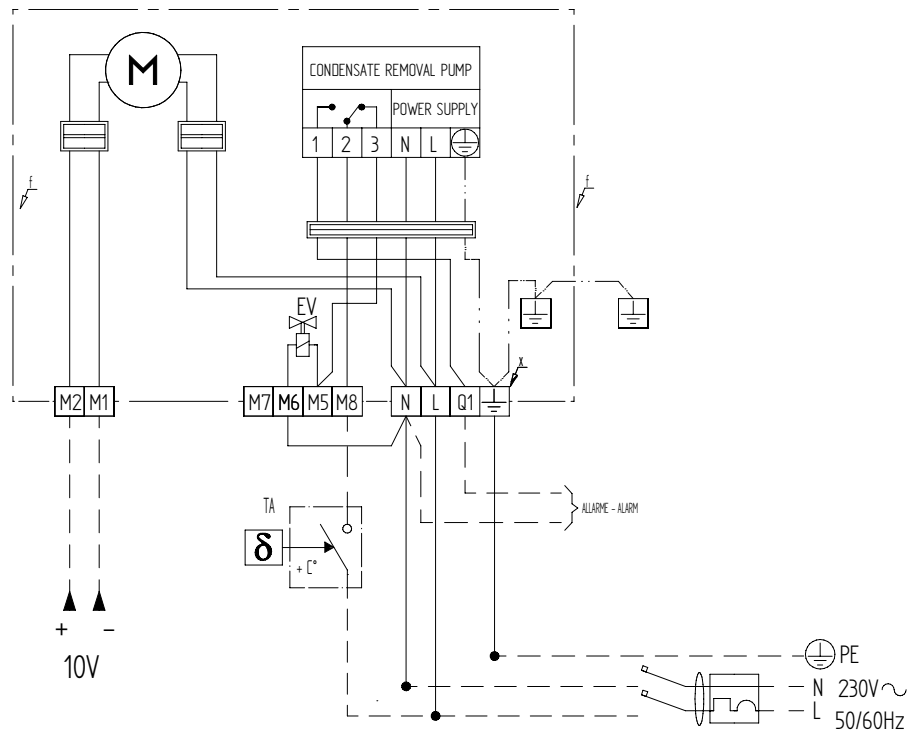 M
CONDENSATE REMOVAL PUMP
POWER SUPPLY
1 2 3 N L
f
f
EV
x
M2 M1
M7 M6 M5 M8
N L Q1
TA
ALLARME - ALARM
δ
+ C°
+ -
10V
PE
N 230V~
L 50/60Hz